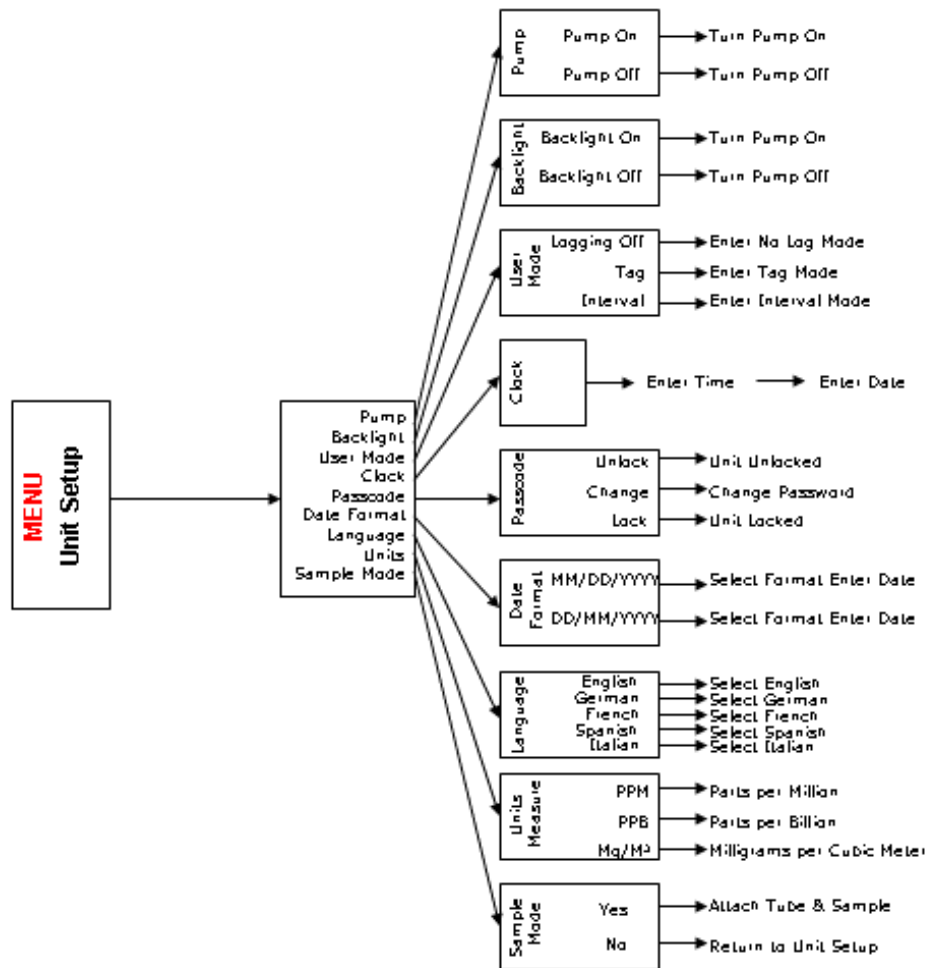 MENU
Unit Setup
Pump
Backlight
User Mode
Clock
Passcode
Date Format
Language
Units
Sample Mode
Pump
Pump On
Turn Pump On
Pump Off
Turn Pump Off
Backlight
Backlight On
Turn Pump On
Backlight Off
Turn Pump Off
User
Mode
Logging Off
Enter No Log Mode
Tag
Enter Tag Mode
Interval
Enter Interval Mode
Clock
Enter Time
Enter Date
Passcode
Unlock
Unit Unlocked
Change
Change Password
Lock
Unit Locked
Date
Format
MM/DD/YYYY
Select Format Enter Date
DD/MM/YYYY
Select Format Enter Date
Language
English
Select English
German
Select German
French
Select French
Spanish
Select Spanish
Italian
Select Italian
Units
Measure
PPM
Parts per Million
PPB
Parts per Billion
Mg/M³
Milligrams per Cubic Meter
Sample
Mode
Yes
Attach Tube & Sample
No
Return to Unit Setup